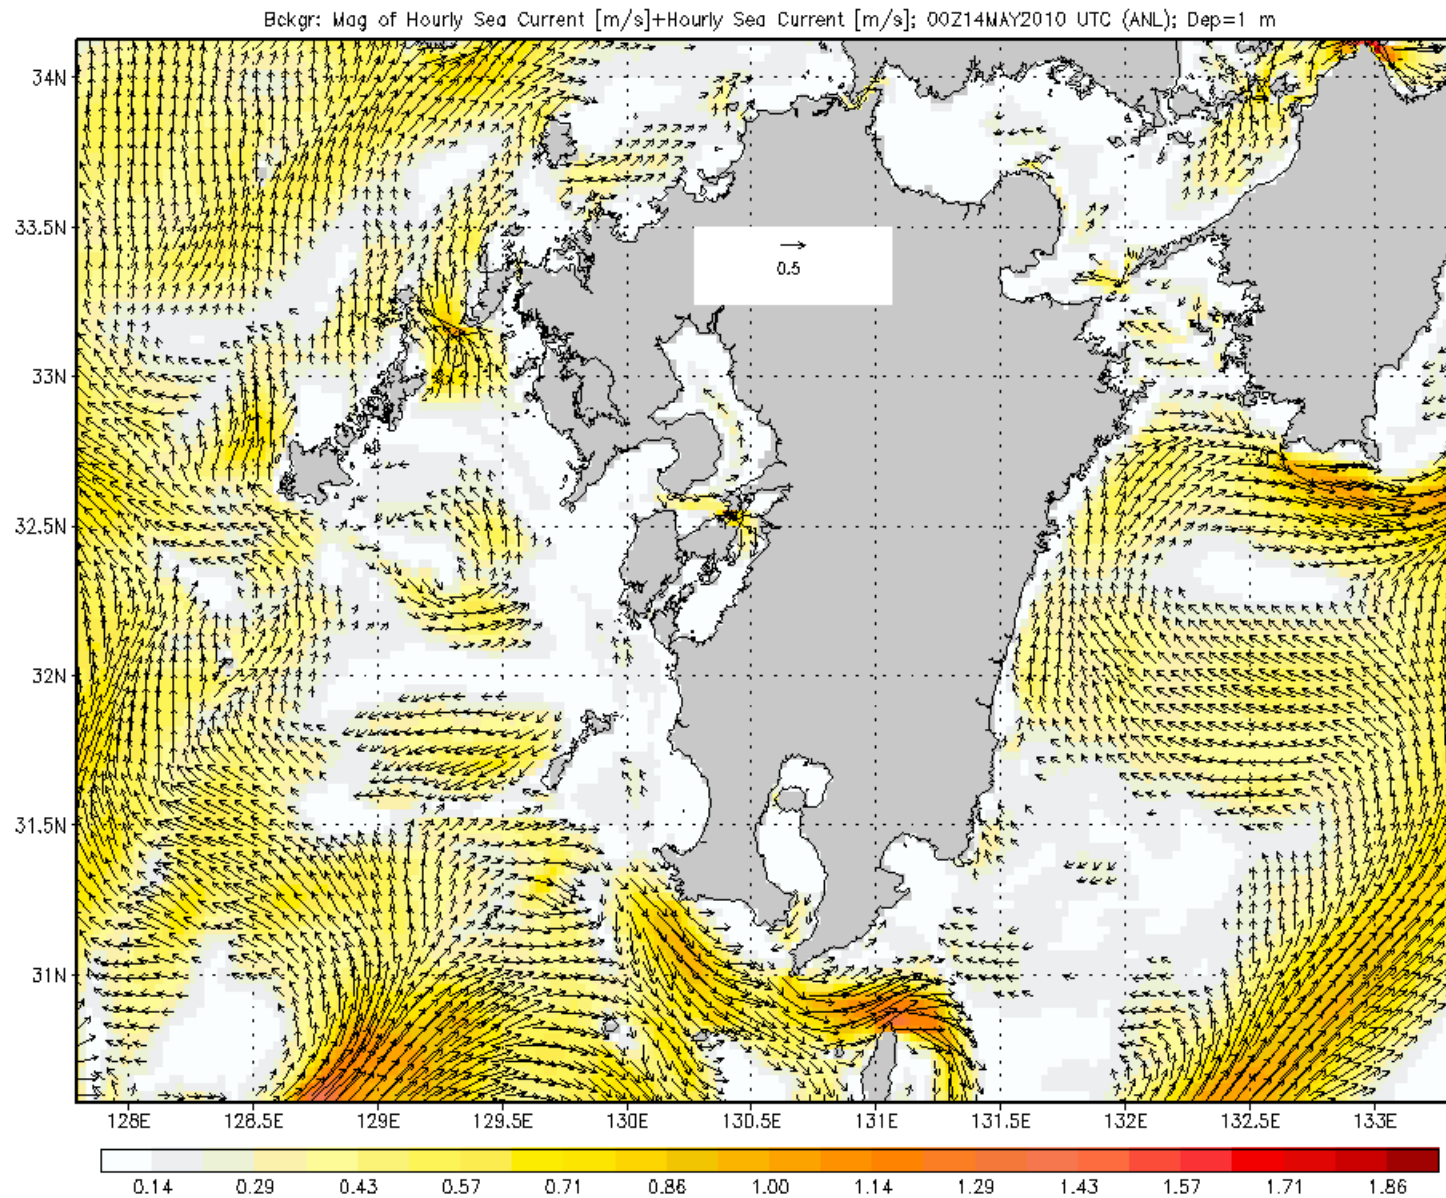 Bckgr: Mag of Hourly Sea Current [m/s]+Hourly Sea Current [m/s]; 00Z14MAY2010 UTC (ANL); Dep=1 m
34N
33.5N
0.5
33N
32.5N
32N
31.5N
31N
128E 128.5E 129E 129.5E 130E 130.5E 131E 131.5E 132E 132.5E 133E
0.14 0.29 0.43 0.57 0.71 0.86 1.00 1.14 1.29 1.43 1.57 1.71 1.86